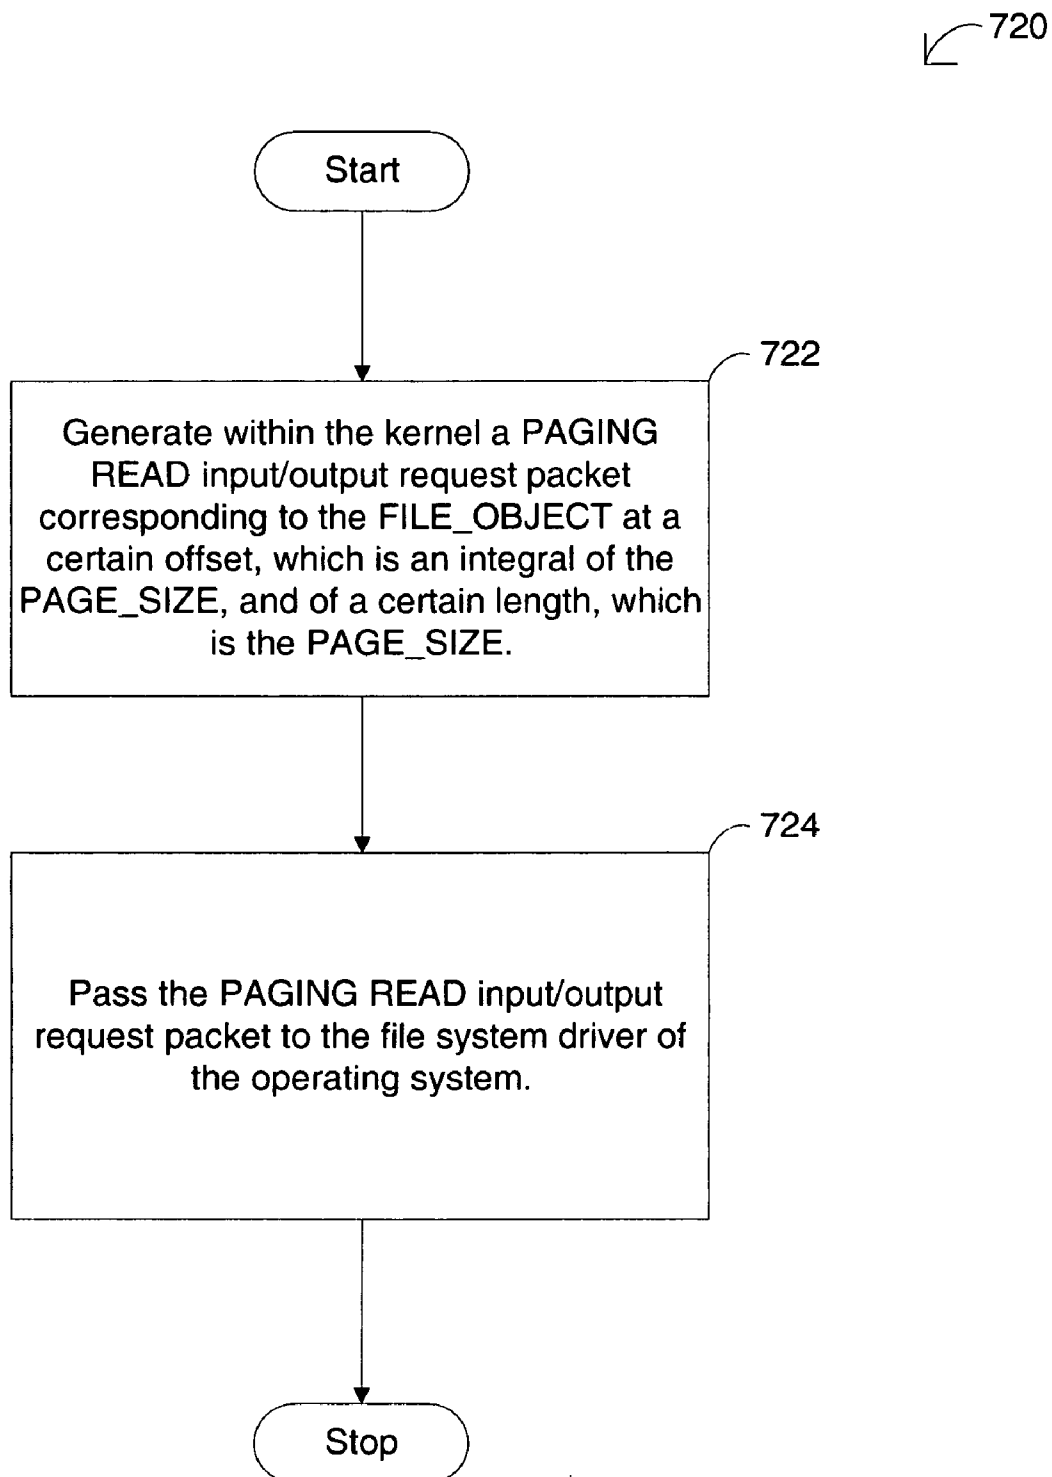 720
Start
722
Generate within the kernel a PAGING
READ input/output request packet
corresponding to the FILE_OBJECT at a
certain offset, which is an integral of the
PAGE_SIZE, and of a certain length, which
is the PAGE_SIZE.
724
Pass the PAGING READ input/output
request packet to the file system driver of
the operating system.
Stop